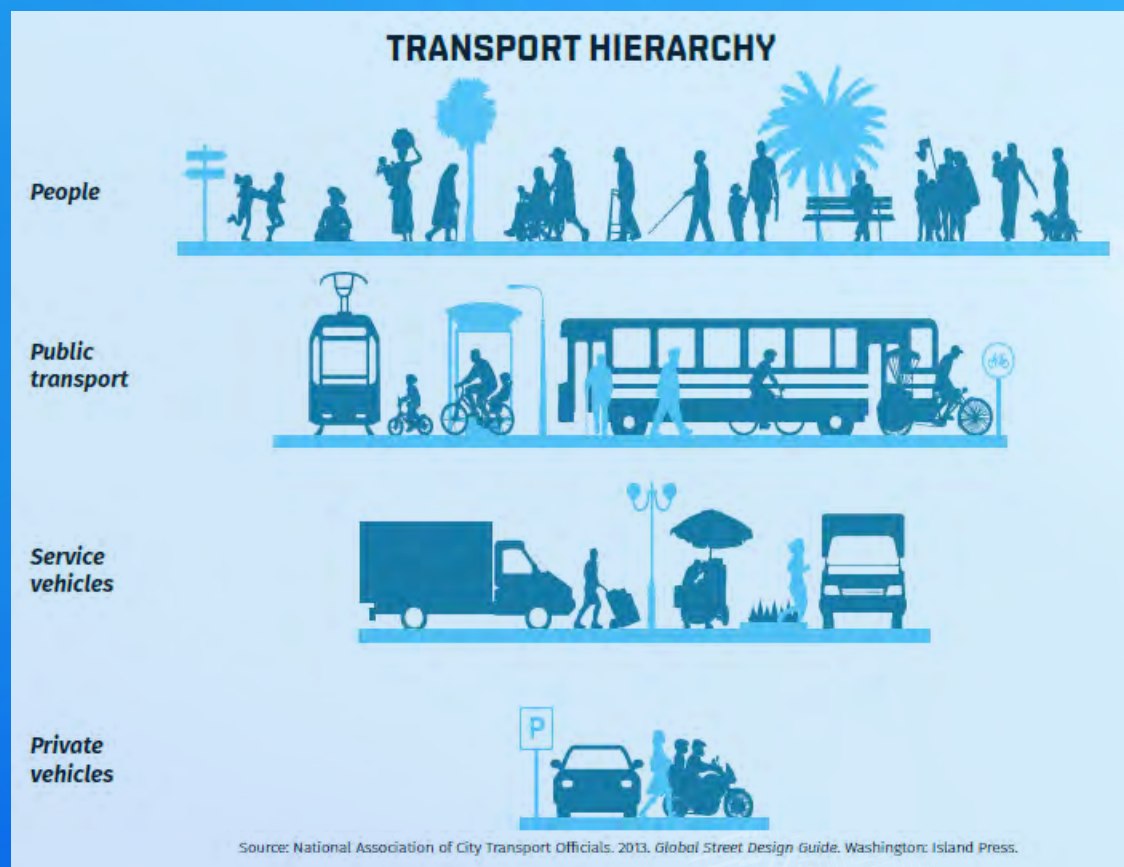 TRANSPORT HIERARCHY
People
Public
transport
Service
vehicles
P
Private
vehicles
Source: National Association of City Transport Officials. 2013. Global Street Design Guide. Washington: Island Press.